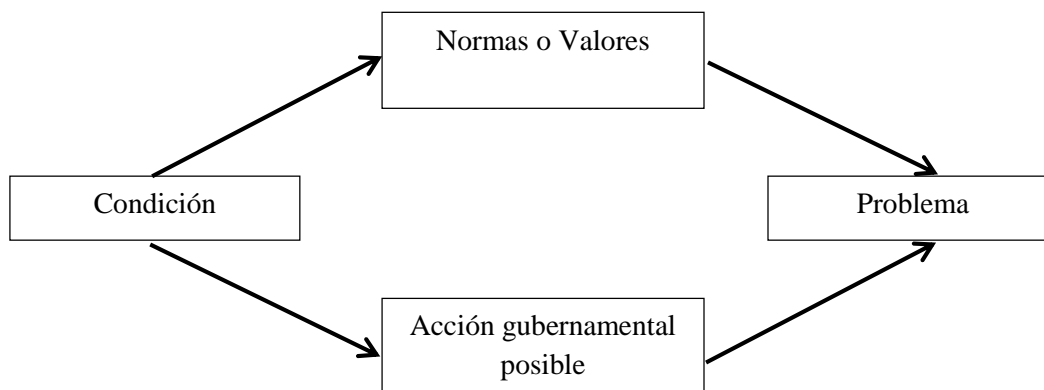 Normas o Valores
Condición
Problema
Acción gubernamental
posible